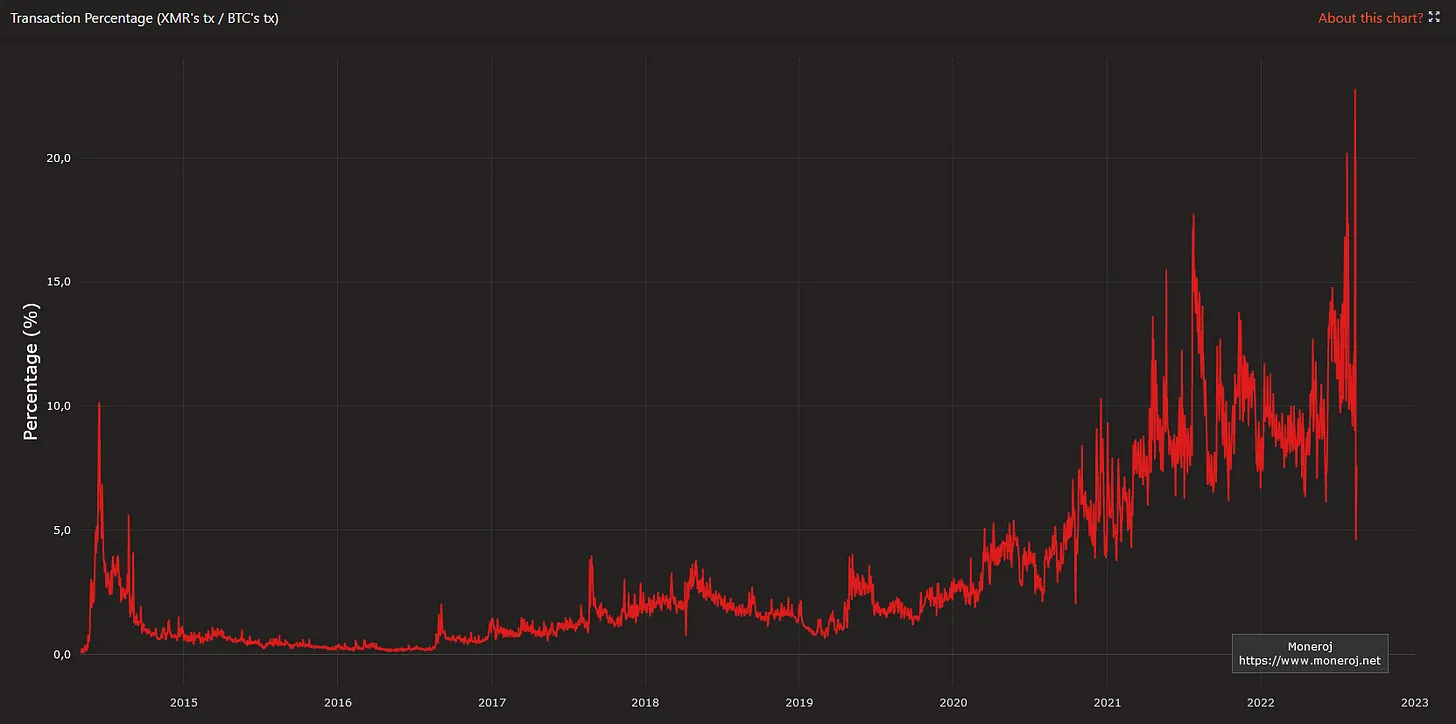 Transaction Percentage (XMR's tx / BTC's tx)
About this chart?
Percentage (%)
20,0
15,0
10,0
5,0
0,0
Moneroj
https://www.moneroj.net
2015
2016
2017
2018
2019
2020
2021
2022
2023